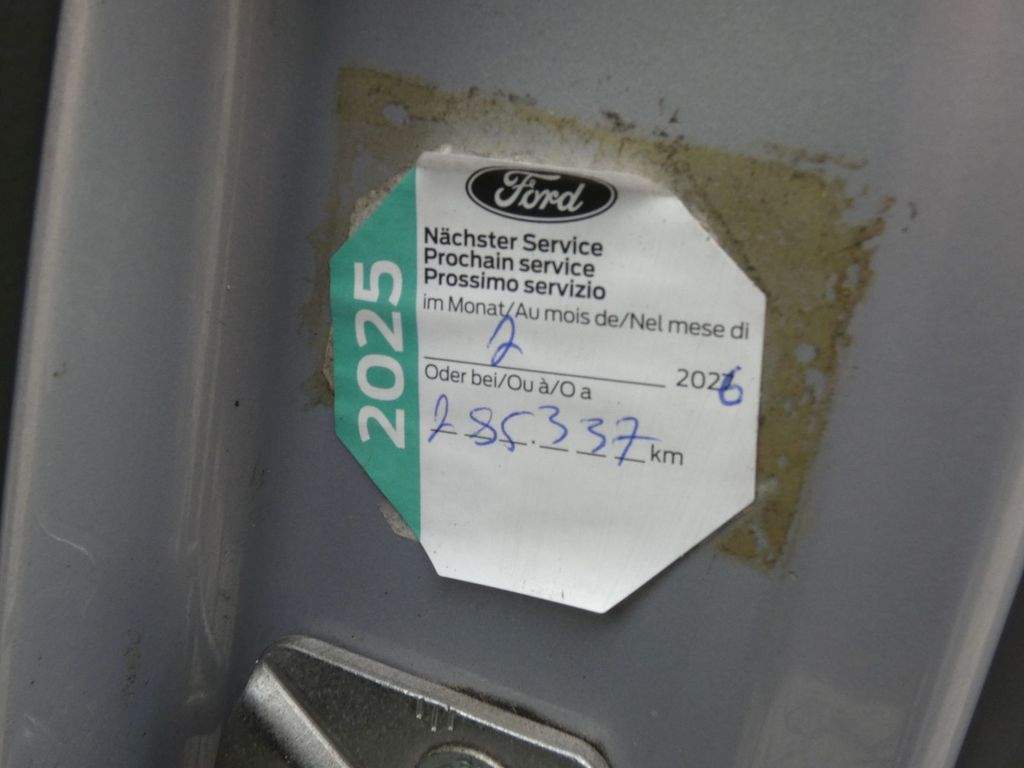 Ford
Nächster Service
Prochain service
Prossimo servizio
im Monat/Au mois de/Nel mese di
2 2026
Oder bei/Ou à/O a
285.337 km
2025